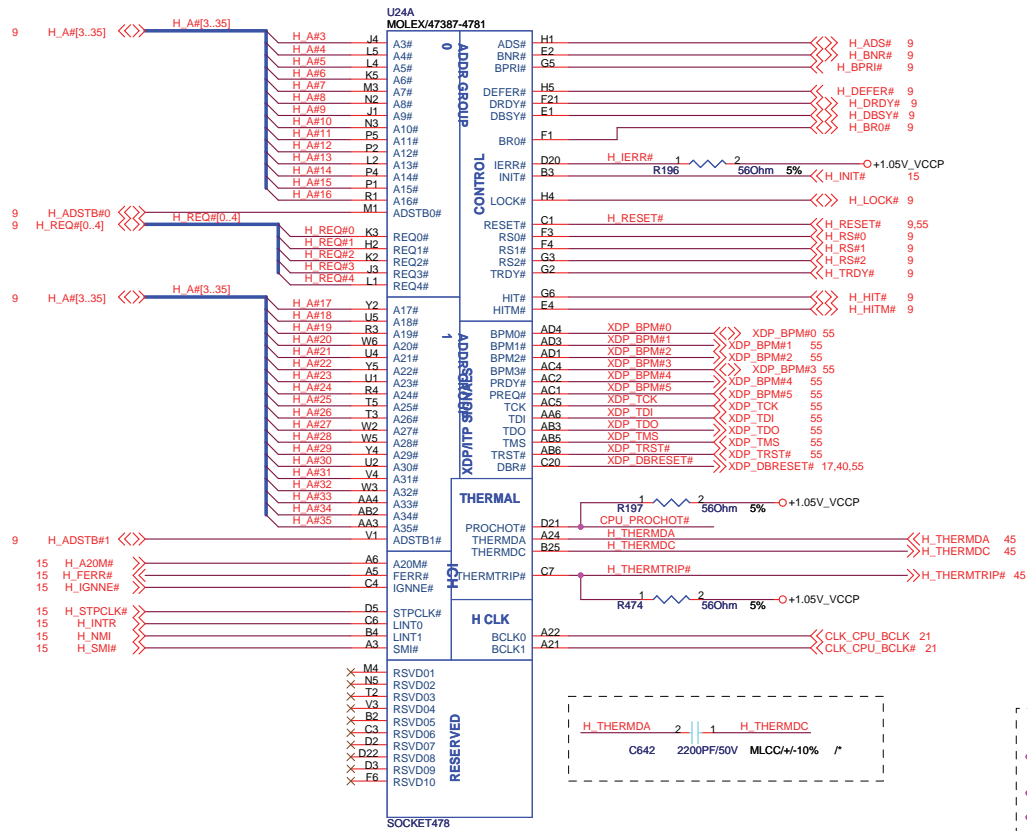 U24A
MOLEX/47387-4781
9 H_A#[3..35] H_A#[3..35]
H_A#3 J4 A3#
H_A#4 L5 A4#
H_A#5 L4 A5#
H_A#6 K5 A6#
H_A#7 M3 A7#
H_A#8 N2 A8#
H_A#9 J1 A9#
H_A#10 N3 A10#
H_A#11 P5 A11#
H_A#12 P2 A12#
H_A#13 L2 A13#
H_A#14 P4 A14#
H_A#15 P1 A15#
H_A#16 R1 A16#
9 H_ADSTB#0 M1 ADSTB0#
9 H_REQ#[0..4] H_REQ#[0..4]
H_REQ#0 K3 REQ0#
H_REQ#1 H2 REQ1#
H_REQ#2 K2 REQ2#
H_REQ#3 J3 REQ3#
H_REQ#4 L1 REQ4#
9 H_A#[3..35] H_A#[3..35]
H_A#17 Y2 A17#
H_A#18 U5 A18#
H_A#19 R3 A19#
H_A#20 W6 A20#
H_A#21 U4 A21#
H_A#22 Y5 A22#
H_A#23 U1 A23#
H_A#24 R4 A24#
H_A#25 T5 A25#
H_A#26 T3 A26#
H_A#27 W2 A27#
H_A#28 W5 A28#
H_A#29 Y4 A29#
H_A#30 U2 A30#
H_A#31 V4 A31#
H_A#32 W3 A32#
H_A#33 AA4 A33#
H_A#34 AB2 A34#
H_A#35 AA3 A35#
9 H_ADSTB#1 V1 ADSTB1#
15 H_A20M# A6 A20M#
15 H_FERR# A5 FERR#
15 H_IGNNE# C4 IGNNE#
15 H_STPCLK# D5 STPCLK#
15 H_INTR C6 LINT0
15 H_NMI B4 LINT1
15 H_SMI# A3 SMI#
M4 RSVD01
N5 RSVD02
T2 RSVD03
V3 RSVD04
B2 RSVD05
C3 RSVD06
D2 RSVD07
D22 RSVD08
D3 RSVD09
F6 RSVD10
SOCKET478
ADDR GROUP 0
ADDR GROUP 1
ICH
RESERVED
CONTROL
XDP/ITP SIGNALS
THERMAL
H CLK
ADS# H1 H_ADS# 9
BNR# E2 H_BNR# 9
BPRI# G5 H_BPRI# 9
DEFER# H5 H_DEFER# 9
DRDY# F21 H_DRDY# 9
DBSY# E1 H_DBSY# 9
BR0# F1 H_BR0# 9
IERR# D20 H_IERR# 1 2 +1.05V_VCCP
R196 56Ohm 5%
INIT# B3 H_INIT# 15
LOCK# H4 H_LOCK# 9
RESET# C1 H_RESET# H_RESET# 9,55
RS0# F3 H_RS#0 9
RS1# F4 H_RS#1 9
RS2# G3 H_RS#2 9
TRDY# G2 H_TRDY# 9
HIT# G6 H_HIT# 9
HITM# E4 H_HITM# 9
BPM0# AD4 XDP_BPM#0 XDP_BPM#0 55
BPM1# AD3 XDP_BPM#1 XDP_BPM#1 55
BPM2# AD1 XDP_BPM#2 XDP_BPM#2 55
BPM3# AC4 XDP_BPM#3 XDP_BPM#3 55
PRDY# AC2 XDP_BPM#4 XDP_BPM#4 55
PREQ# AC1 XDP_BPM#5 XDP_BPM#5 55
TCK AC5 XDP_TCK XDP_TCK 55
TDI AA6 XDP_TDI XDP_TDI 55
TDO AB3 XDP_TDO XDP_TDO 55
TMS AB5 XDP_TMS XDP_TMS 55
TRST# AB6 XDP_TRST# XDP_TRST# 55
DBR# C20 XDP_DBRESET# XDP_DBRESET# 17,40,55
1 2 +1.05V_VCCP
R197 56Ohm 5%
PROCHOT# D21 CPU_PROCHOT#
THERMDA A24 H_THERMDA H_THERMDA 45
THERMDC B25 H_THERMDC H_THERMDC 45
THERMTRIP# C7 H_THERMTRIP# H_THERMTRIP# 45
1 2 +1.05V_VCCP
R474 56Ohm 5%
BCLK0 A22 CLK_CPU_BCLK 21
BCLK1 A21 CLK_CPU_BCLK# 21
H_THERMDA 2 1 H_THERMDC
C642 2200PF/50V MLCC/+/-10% /*